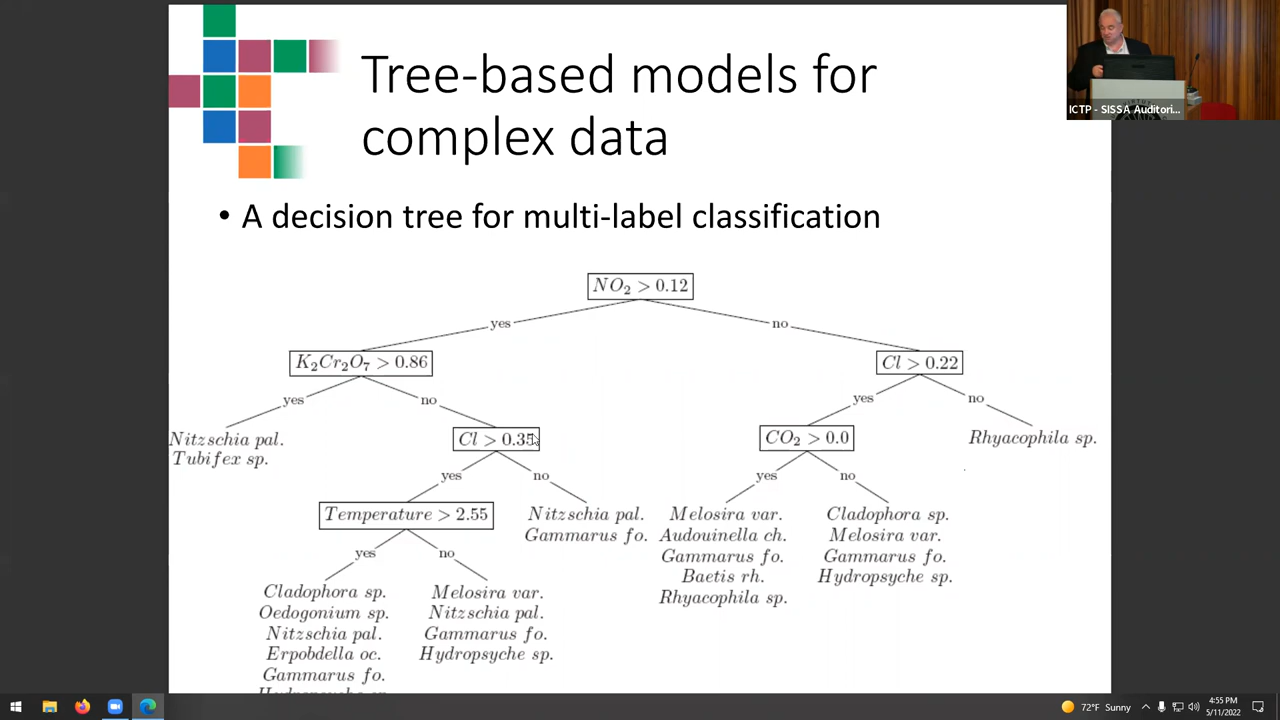 Tree-based models for
complex data
ICTP - SISSA Auditori...
• A decision tree for multi-label classification
NO₂ > 0.12
yes
no
K₂Cr₂O₇ > 0.86
Cl > 0.22
yes
no
yes
no
Nitzschia pal.
Tubifex sp.
Cl > 0.35
CO₂ > 0.0
Rhyacophila sp.
yes
no
yes
no
Temperature > 2.55
Nitzschia pal.
Gammarus fo.
Melosira var.
Audouinella ch.
Gammarus fo.
Baetis rh.
Rhyacophila sp.
Cladophora sp.
Melosira var.
Gammarus fo.
Hydropsyche sp.
yes
no
Cladophora sp.
Oedogonium sp.
Nitzschia pal.
Erpobdella oc.
Gammarus fo.
Melosira var.
Nitzschia pal.
Gammarus fo.
Hydropsyche sp.
72°F Sunny
4:55 PM
5/11/2022